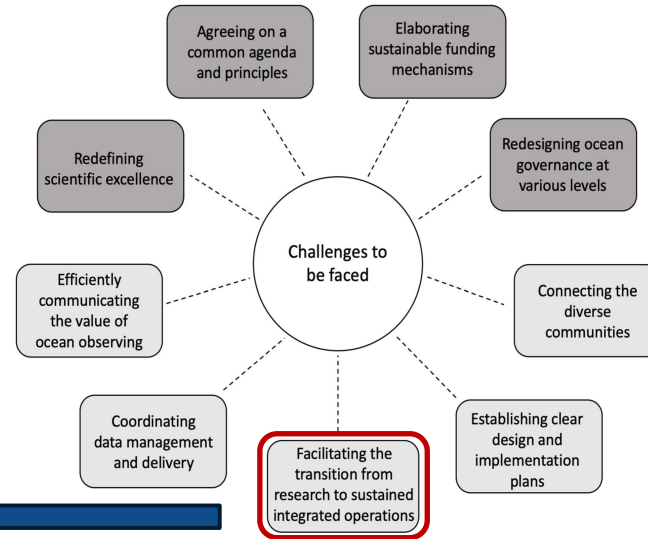 Agreeing on a
common agenda
and principles
Elaborating
sustainable funding
mechanisms
Redefining
scientific excellence
Redesigning ocean
governance at
various levels
Challenges to
be faced
Efficiently
communicating
the value of
ocean observing
Connecting the
diverse
communities
Coordinating
data management
and delivery
Facilitating the
transition from
research to sustained
integrated operations
Establishing clear
design and
implementation
plans